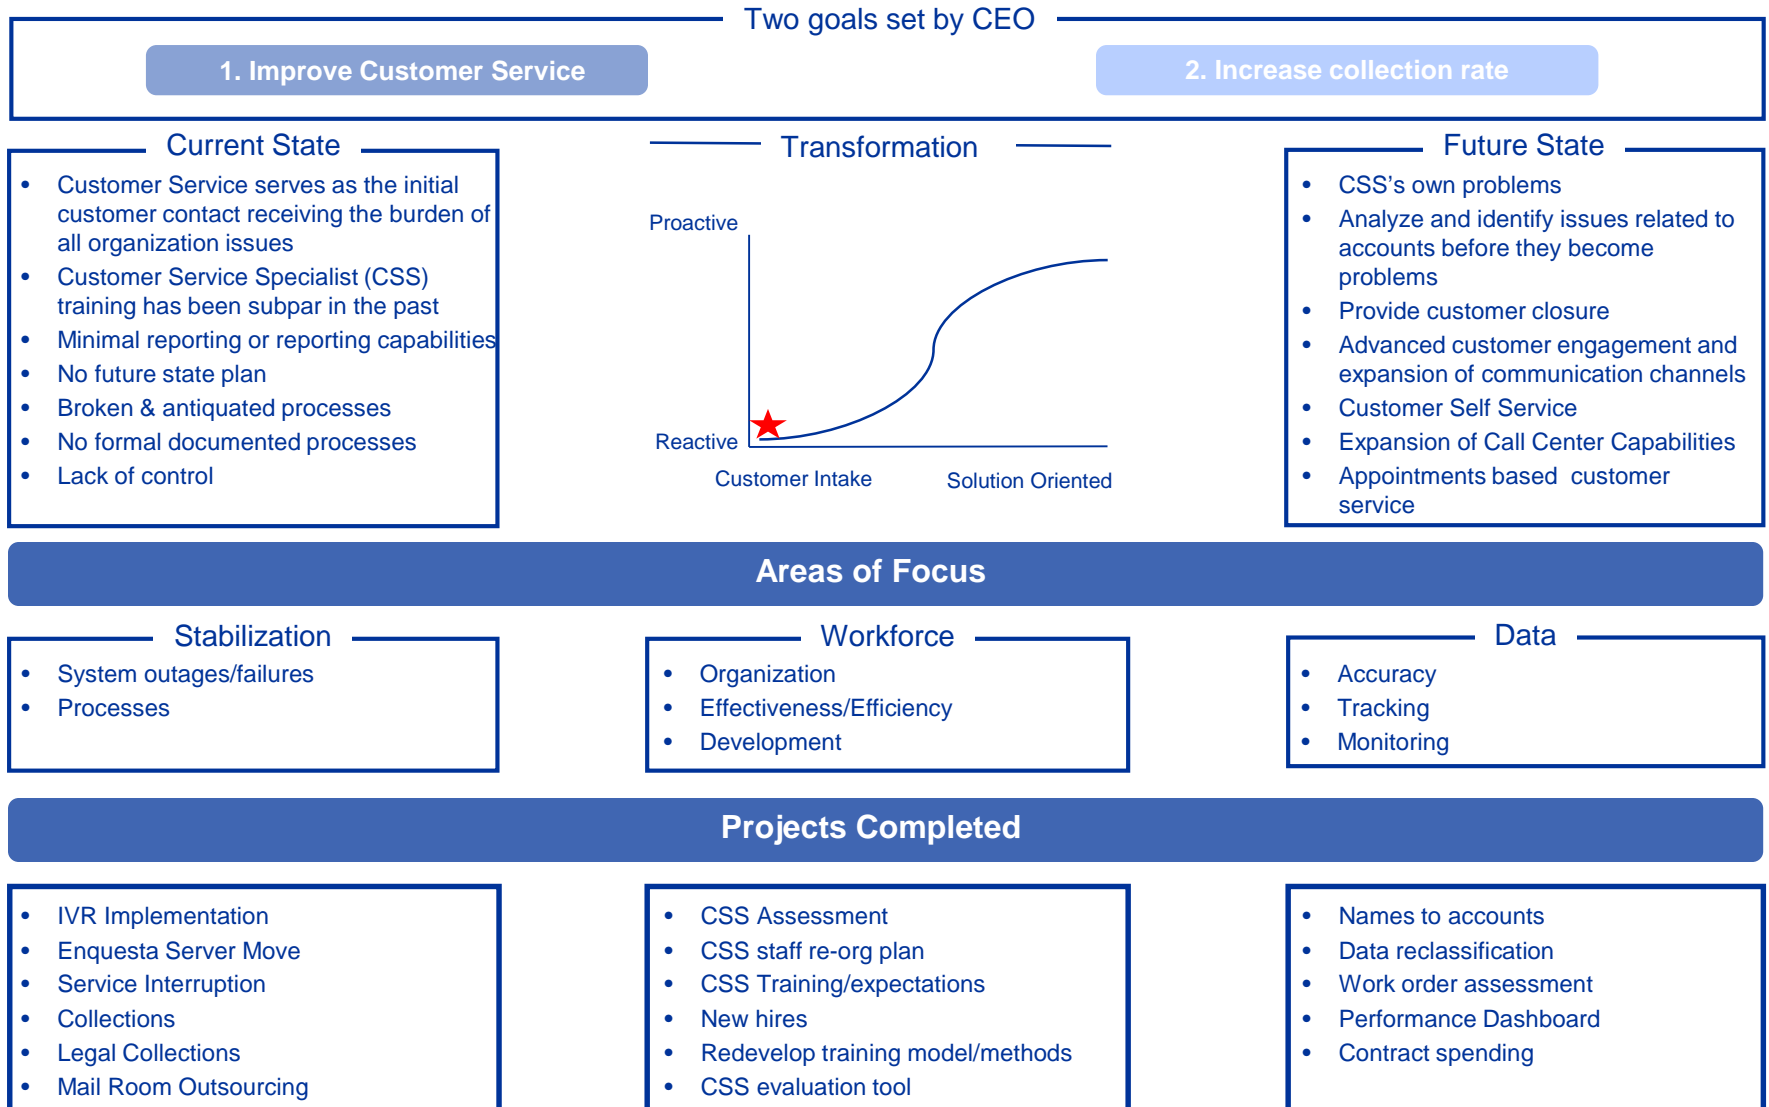 Two goals set by CEO
1. Improve Customer Service
2. Increase collection rate
Current State
• Customer Service serves as the initial
customer contact receiving the burden of
all organization issues
• Customer Service Specialist (CSS)
training has been subpar in the past
• Minimal reporting or reporting capabilities
• No future state plan
• Broken & antiquated processes
• No formal documented processes
• Lack of control
Transformation
Proactive
Reactive
Customer Intake
Solution Oriented
Future State
• CSS's own problems
• Analyze and identify issues related to
accounts before they become
problems
• Provide customer closure
• Advanced customer engagement and
expansion of communication channels
• Customer Self Service
• Expansion of Call Center Capabilities
• Appointments based customer
service
Areas of Focus
Stabilization
• System outages/failures
• Processes
Workforce
• Organization
• Effectiveness/Efficiency
• Development
Data
• Accuracy
• Tracking
• Monitoring
Projects Completed
• IVR Implementation
• Enquesta Server Move
• Service Interruption
• Collections
• Legal Collections
• Mail Room Outsourcing
• CSS Assessment
• CSS staff re-org plan
• CSS Training/expectations
• New hires
• Redevelop training model/methods
• CSS evaluation tool
• Names to accounts
• Data reclassification
• Work order assessment
• Performance Dashboard
• Contract spending